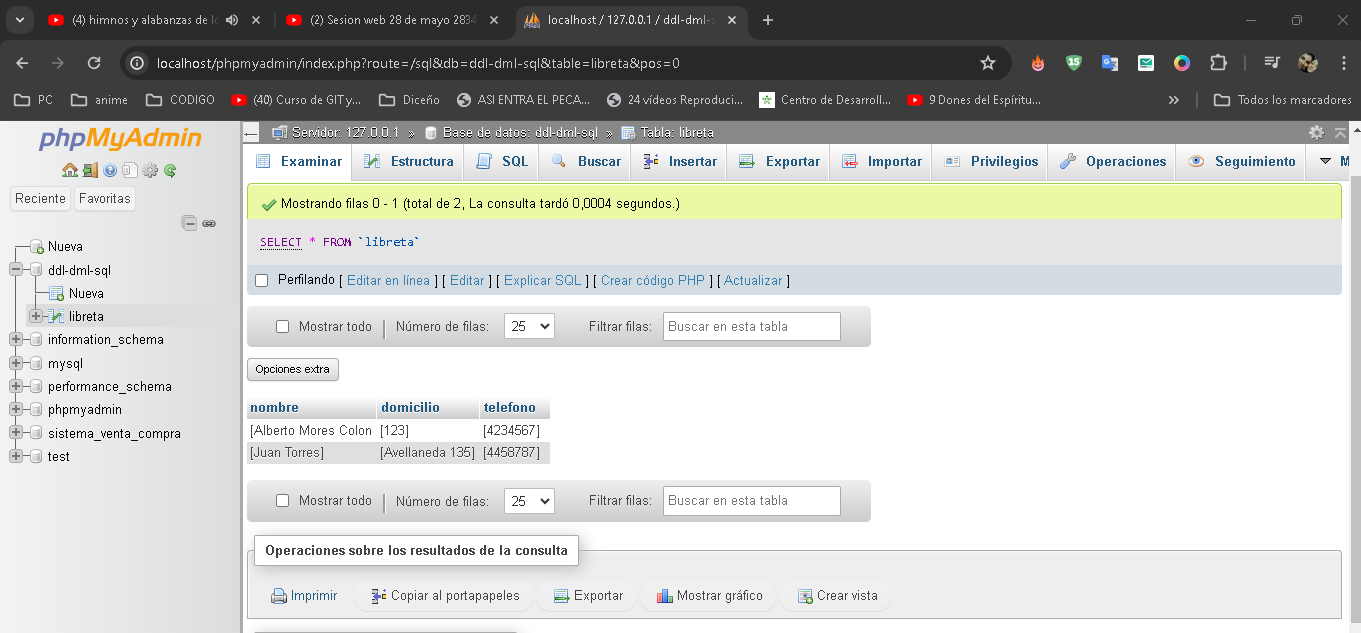 (4) himnos y alabanzas de lo
(2) Sesion web 28 de mayo 2834
localhost / 127.0.0.1 / ddl-dml-s
localhost/phpmyadmin/index.php?route=/sql&db=ddl-dml-sql&table=libreta&pos=0
15
PC
anime
CODIGO
(40) Curso de GIT y...
Diceño
ASI ENTRA EL PECA...
24 vídeos Reproduci...
Centro de Desarroll...
9 Dones del Espíritu...
»
Todos los marcadores
phpMyAdmin
Reciente
Favoritas
Nueva
ddl-dml-sql
Nueva
libreta
information_schema
mysql
performance_schema
phpmyadmin
sistema_venta_compra
test
Servidor: 127.0.0.1 » Base de datos: ddl-dml-sql » Tabla: libreta
Examinar
Estructura
SQL
Buscar
Insertar
Exportar
Importar
Privilegios
Operaciones
Seguimiento
M
Mostrando filas 0 - 1 (total de 2, La consulta tardó 0,0004 segundos.)
SELECT * FROM `libreta`
Perfilando [ Editar en línea ] [ Editar ] [ Explicar SQL ] [ Crear código PHP ] [ Actualizar ]
Mostrar todo | Número de filas: 25 Filtrar filas: Buscar en esta tabla
Opciones extra
nombre domicilio telefono
[Alberto Mores Colon [123] [4234567]
[Juan Torres] [Avellaneda 135] [4458787]
Mostrar todo | Número de filas: 25 Filtrar filas: Buscar en esta tabla
Operaciones sobre los resultados de la consulta
Imprimir
Copiar al portapapeles
Exportar
Mostrar gráfico
Crear vista